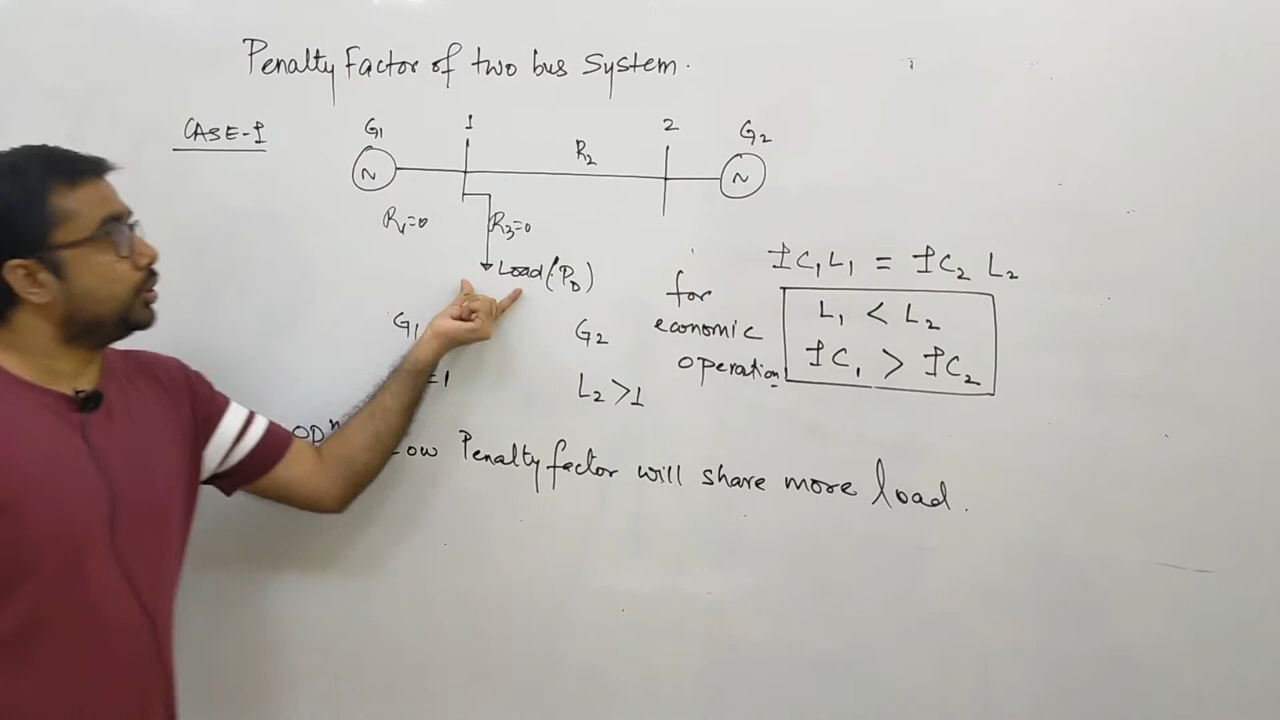 Penalty Factor of two bus System.
CASE-I
G1 1 2 G2
~ R2 ~
R1=0 R3=0
Load (PD)
IC1 L1 = IC2 L2
for economic operation
L1 < L2
IC1 > IC2
G1 G2
=1 L2 >1
Low Penalty factor will share more load.